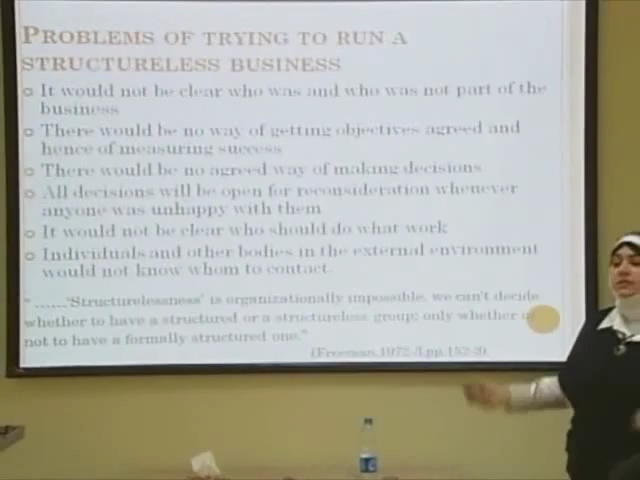 PROBLEMS OF TRYING TO RUN A
STRUCTURELESS BUSINESS
It would not be clear who was and who was not part of the
business
There would be no way of getting objectives agreed and
hence of measuring success
There would be no agreed way of making decisions
All decisions will be open for reconsideration whenever
anyone was unhappy with them
It would not be clear who should do what work
Individuals and other bodies in the external environment
would not know whom to contact.
"......'Structurelessness' is organizationally impossible, we can't decide
whether to have a structured or a structureless group; only whether or
not to have a formally structured one."
(Freeman,1972